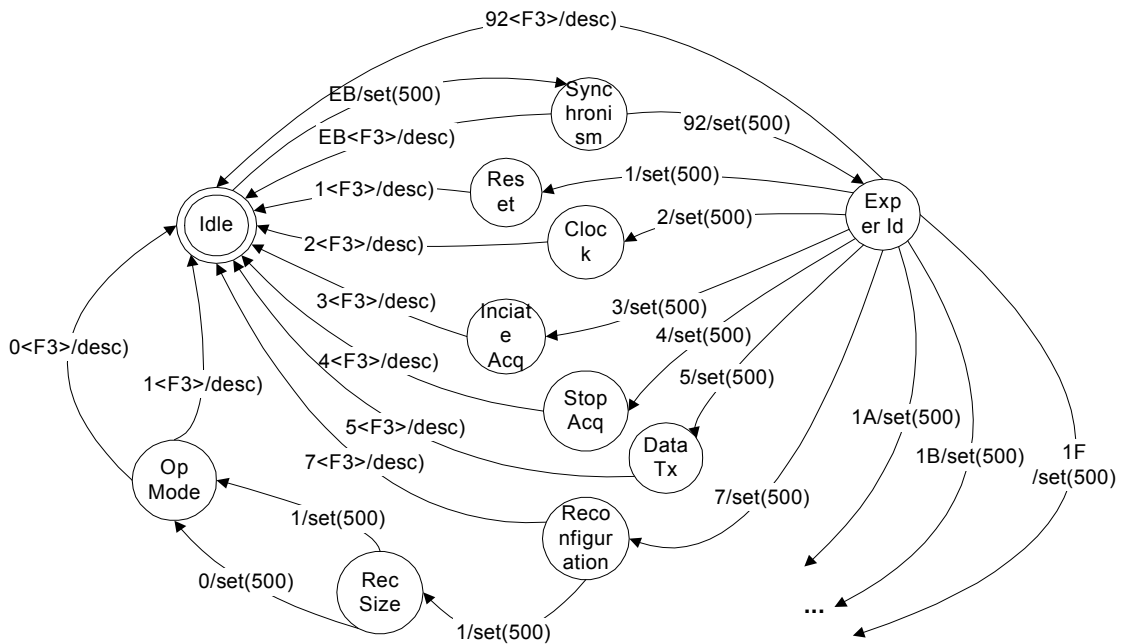 92<F3>/desc)
EB/set(500)
Sync
hroni
sm
EB<F3>/desc)
92/set(500)
1<F3>/desc)
Res
et
1/set(500)
Idle
Exp
er Id
2<F3>/desc)
Cloc
k
2/set(500)
3<F3>/desc)
Inciat
e
Acq
3/set(500)
4/set(500)
0<F3>/desc)
4<F3>/desc)
1<F3>/desc)
5/set(500)
Stop
Acq
1A/set(500)
5<F3>/desc)
Data
Tx
1B/set(500)
1F
/set(500)
7<F3>/desc)
Op
Mode
7/set(500)
1/set(500)
Reco
nfigur
ation
0/set(500)
Rec
Size
1/set(500)
...